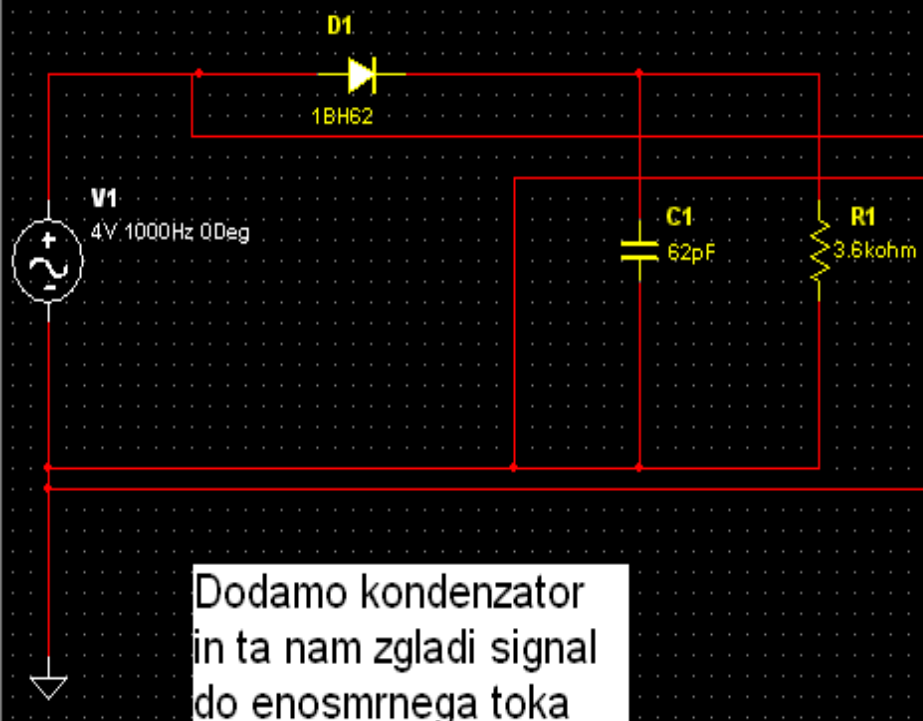 D1
1BH62
V1
4V 1000Hz 0Deg
C1
62pF
R1
3.6kohm
Dodamo kondenzator
in ta nam zgladi signal
do enosmrnega toka